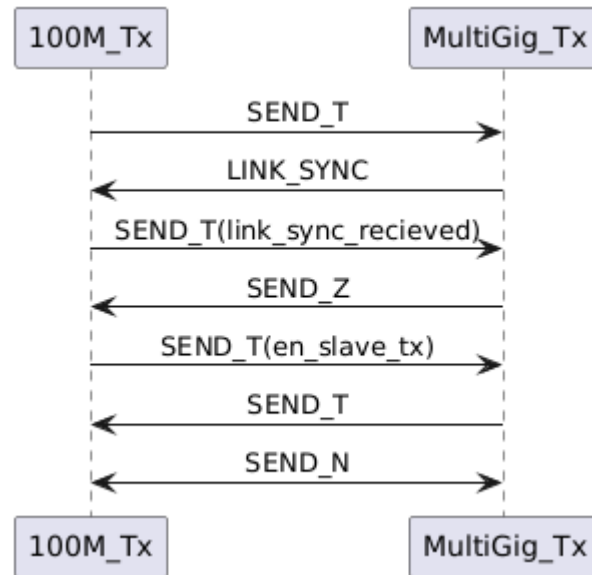 100M_Tx MultiGig_Tx
SEND_T
LINK_SYNC
SEND_T(link_sync_recieved)
SEND_Z
SEND_T(en_slave_tx)
SEND_T
SEND_N
100M_Tx MultiGig_Tx